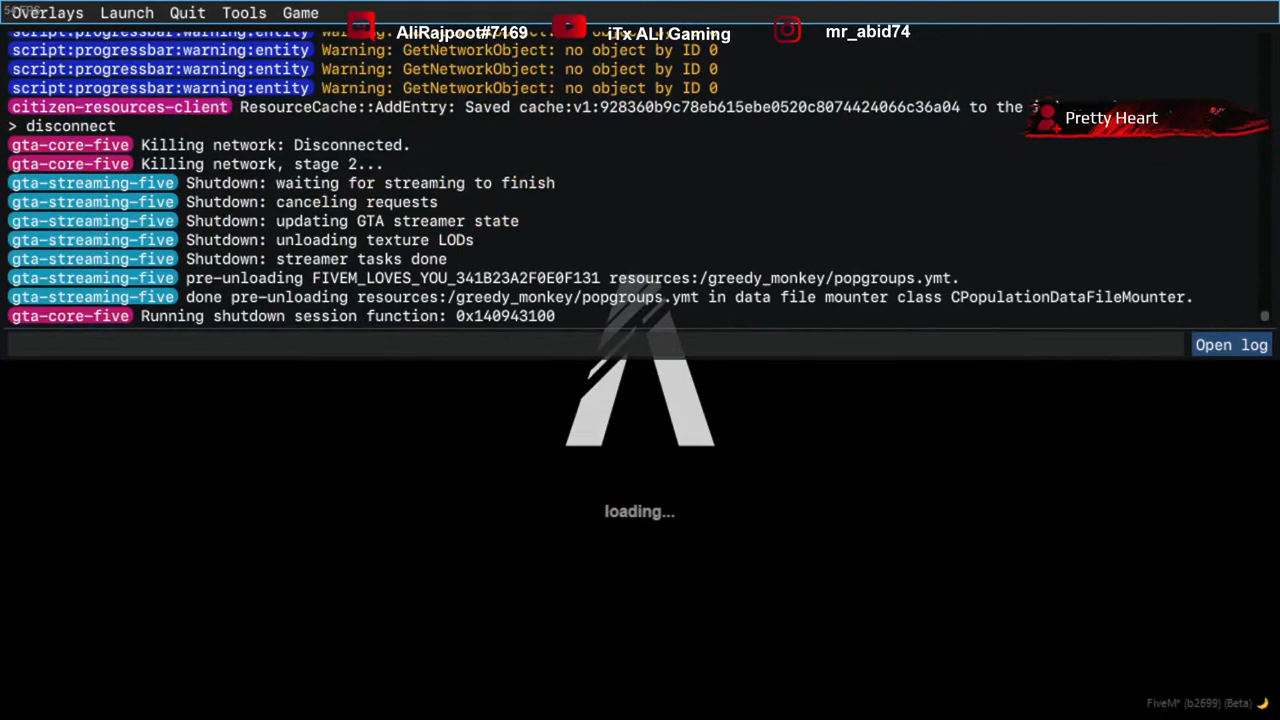 Overlays Launch Quit Tools Game
AliRajpoot#7169
iTx ALI Gaming
mr_abid74
script:progressbar:warning:entity Warning: GetNetworkObject: no object by ID 0
script:progressbar:warning:entity Warning: GetNetworkObject: no object by ID 0
script:progressbar:warning:entity Warning: GetNetworkObject: no object by ID 0
citizen-resources-client ResourceCache::AddEntry: Saved cache:v1:928360b9c78eb615ebe0520c8074424066c36a04 to the
Pretty Heart
> disconnect
gta-core-five Killing network: Disconnected.
gta-core-five Killing network, stage 2...
gta-streaming-five Shutdown: waiting for streaming to finish
gta-streaming-five Shutdown: canceling requests
gta-streaming-five Shutdown: updating GTA streamer state
gta-streaming-five Shutdown: unloading texture LODs
gta-streaming-five Shutdown: streamer tasks done
gta-streaming-five pre-unloading FIVEM_LOVES_YOU_341B23A2F0E0F131 resources:/greedy_monkey/popgroups.ymt.
gta-streaming-five done pre-unloading resources:/greedy_monkey/popgroups.ymt in data file mounter class CPopulationDataFileMounter.
gta-core-five Running shutdown session function: 0x140943100
Open log
loading...
FiveM* (b2699) (Beta) 🌙